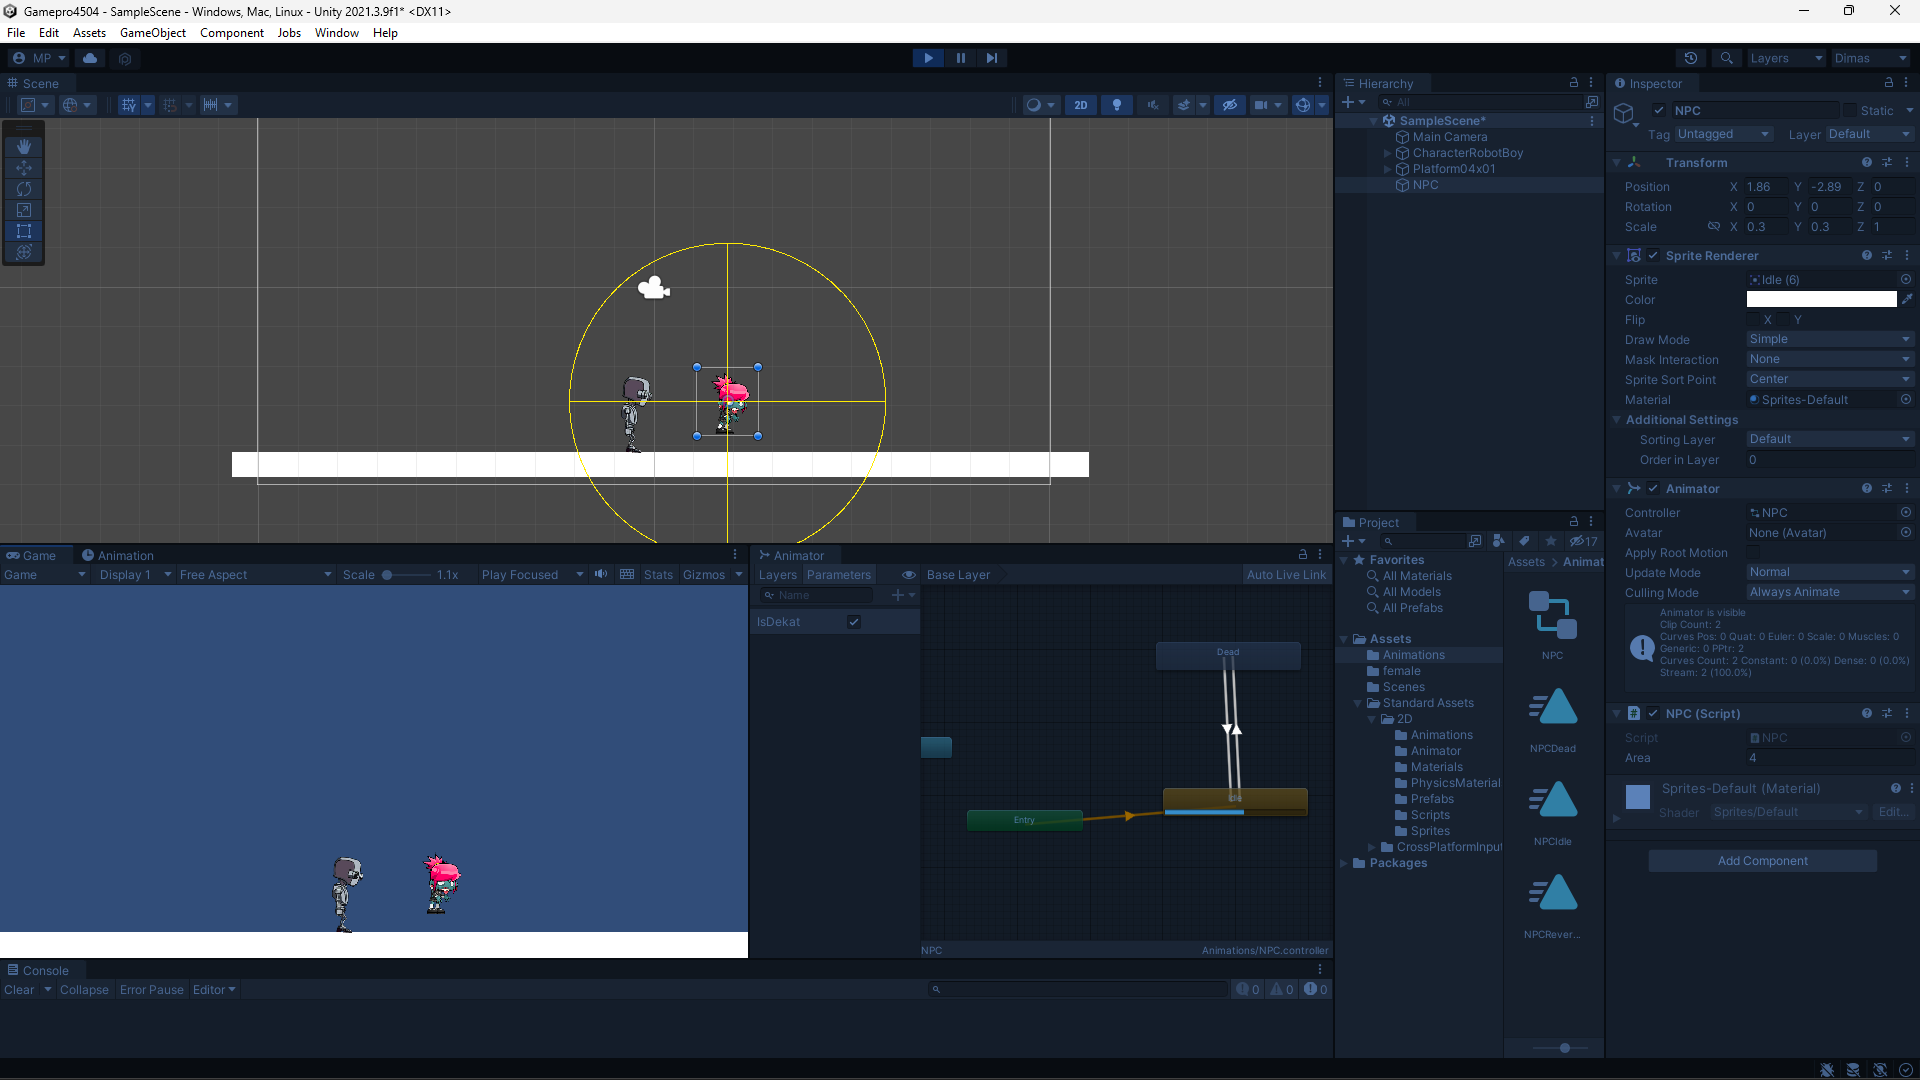 Gamepro4504 - SampleScene - Windows, Mac, Linux - Unity 2021.3.9f1* <DX11>
File Edit Assets GameObject Component Jobs Window Help
MP
Layers
Dimas
Scene
2D
Hierarchy
All
SampleScene*
Main Camera
CharacterRobotBoy
Platform04x01
NPC
Inspector
NPC
Static
Tag Untagged Layer Default
Transform
Position X 1.86 Y -2.89 Z 0
Rotation X 0 Y 0 Z 0
Scale X 0.3 Y 0.3 Z 1
Sprite Renderer
Sprite Idle (6)
Color
Flip X Y
Draw Mode Simple
Mask Interaction None
Sprite Sort Point Center
Material Sprites-Default
Additional Settings
Sorting Layer Default
Order in Layer 0
Animator
Controller NPC
Avatar None (Avatar)
Apply Root Motion
Update Mode Normal
Culling Mode Always Animate
Animator is visible
Clip Count: 2
Curves Pos: 0 Quat: 0 Euler: 0 Scale: 0 Muscles: 0
Generic: 0 PPtr: 2
Curves Count: 2 Constant: 0 (0.0%) Dense: 0 (0.0%)
Stream: 2 (100.0%)
NPC (Script)
Script NPC
Area 4
Sprites-Default (Material)
Shader Sprites/Default Edit...
Add Component
Project
17
Favorites
All Materials
All Models
All Prefabs
Assets
Animations
female
Scenes
Standard Assets
2D
Animations
Animator
Materials
PhysicsMaterial
Prefabs
Scripts
Sprites
CrossPlatformInput
Packages
Assets > Animat
NPC
NPCDead
NPCIdle
NPCRever...
Game Animation
Game Display 1 Free Aspect Scale 1.1x Play Focused Stats Gizmos
Animator
Layers Parameters Base Layer Auto Live Link
Name
IsDekat
Dead
Idle
Entry
NPC Animations/NPC.controller
Console
Clear Collapse Error Pause Editor
0 0 0